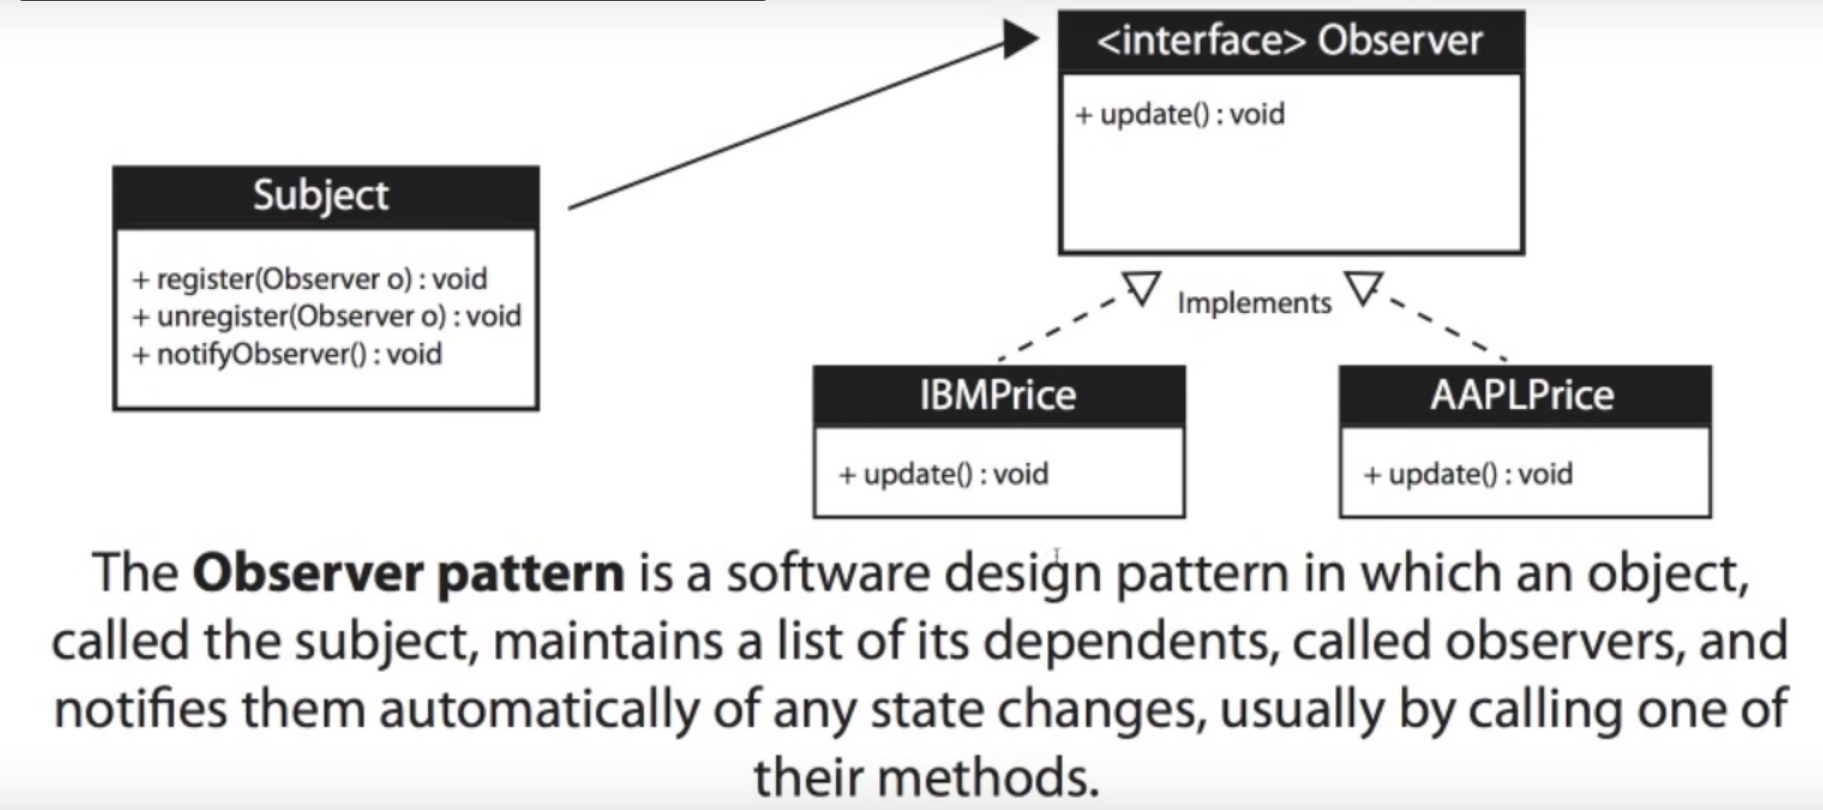 <interface> Observer
+ update() : void
Subject
+ register(Observer o) : void
+ unregister(Observer o) : void
+ notifyObserver() : void
Implements
IBMPrice
+ update() : void
AAPLPrice
+ update() : void
The Observer pattern is a software design pattern in which an object,
called the subject, maintains a list of its dependents, called observers, and
notifies them automatically of any state changes, usually by calling one of
their methods.